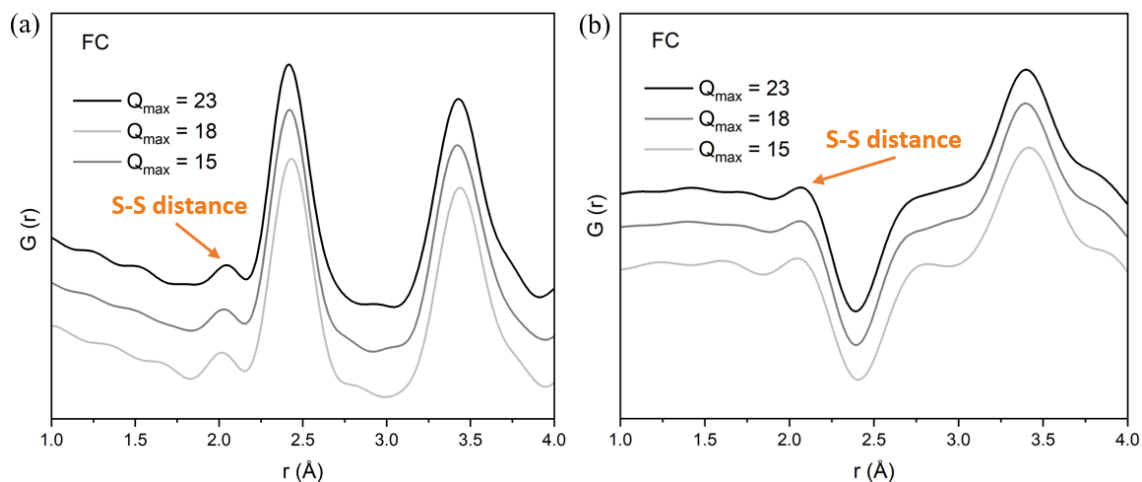 (a)
FC
Qmax = 23
Qmax = 18
Qmax = 15
S-S distance
G (r)
1.0 1.5 2.0 2.5 3.0 3.5 4.0
r (Å)
(b)
FC
Qmax = 23
Qmax = 18
Qmax = 15
S-S distance
G (r)
1.0 1.5 2.0 2.5 3.0 3.5 4.0
r (Å)